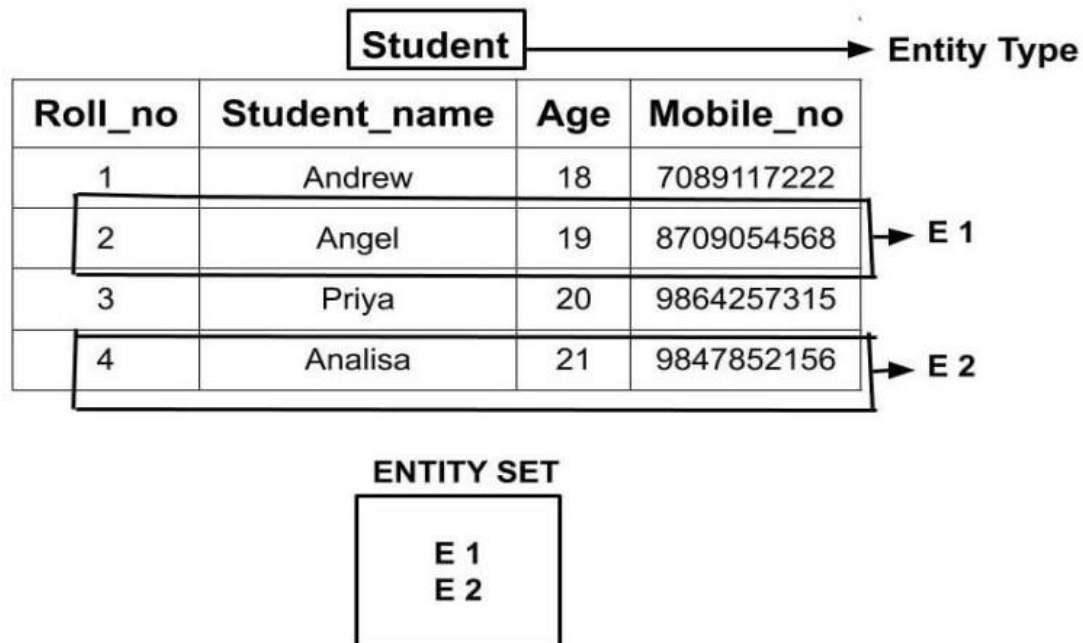 Student Entity Type
Roll_no Student_name Age Mobile_no
1 Andrew 18 7089117222
2 Angel 19 8709054568 E 1
3 Priya 20 9864257315
4 Analisa 21 9847852156 E 2
ENTITY SET
E 1
E 2